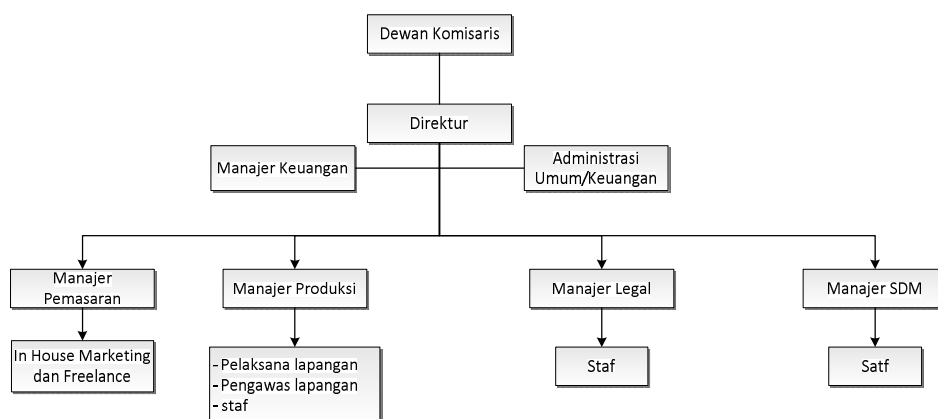 Dewan Komisaris
Direktur
Manajer Keuangan
Administrasi
Umum/Keuangan
Manajer
Pemasaran
Manajer Produksi
Manajer Legal
Manajer SDM
In House Marketing
dan Freelance
-Pelaksana lapangan
-Pengawas lapangan
-staf
Staf
Satf